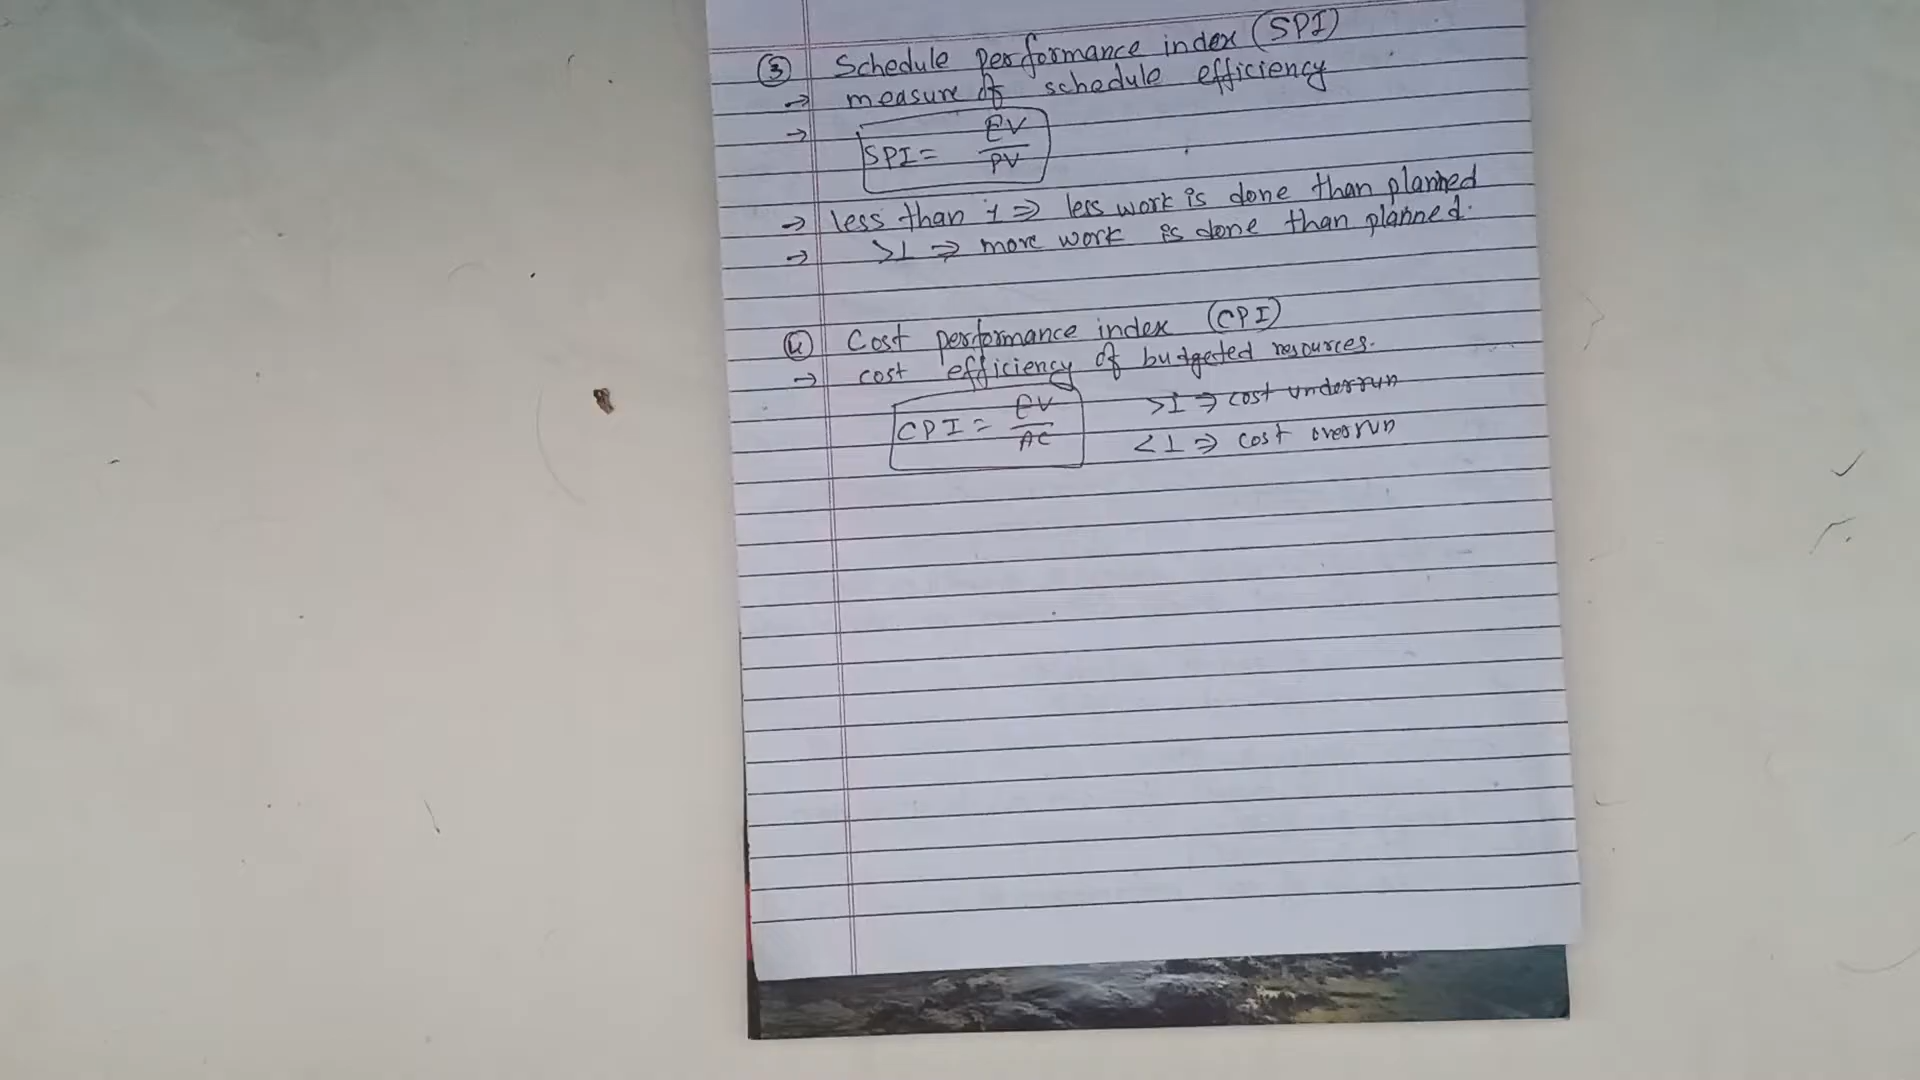 ③ Schedule performance index (SPI)
→ measure of schedule efficiency
→ SPI = EV/PV
→ less than 1 ⇒ less work is done than planned
→ >1 ⇒ more work is done than planned.
④ Cost performance index (CPI)
→ cost efficiency of budgeted resources.
CPI = EV/AC >1 ⇒ cost underrun
<1 ⇒ cost overrun